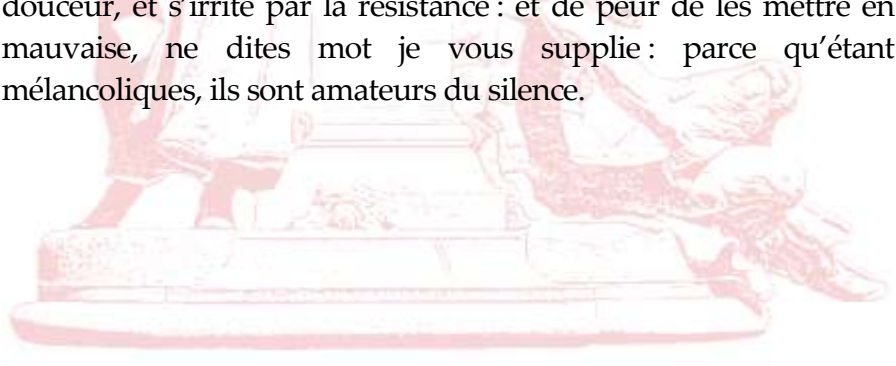 douceur, et s’irrite par la résistance : et de peur de les mettre en
mauvaise, ne dites mot je vous supplie : parce qu’étant
mélancoliques, ils sont amateurs du silence.